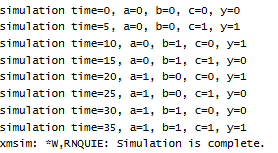 simulation time=0, a=0, b=0, c=0, y=0
simulation time=5, a=0, b=0, c=1, y=1
simulation time=10, a=0, b=1, c=0, y=1
simulation time=15, a=0, b=1, c=1, y=0
simulation time=20, a=1, b=0, c=0, y=1
simulation time=25, a=1, b=0, c=1, y=0
simulation time=30, a=1, b=1, c=0, y=0
simulation time=35, a=1, b=1, c=1, y=1
xmsim: *W,RNQUIE: Simulation is complete.